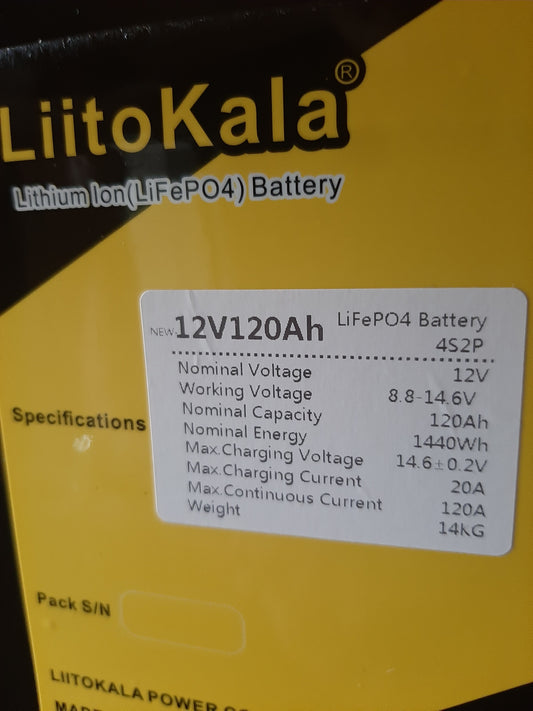 LiitoKala®
Lithium Ion(LiFePO4) Battery
NEW 12V120Ah LiFePO4 Battery
4S2P
Nominal Voltage 12V
Working Voltage 8.8-14.6V
Specifications
Nominal Capacity 120Ah
Nominal Energy 1440Wh
Max.Charging Voltage 14.6±0.2V
Max.Charging Current 20A
Max.Continuous Current 120A
Weight 14KG
Pack S/N
LIITOKALA POWER